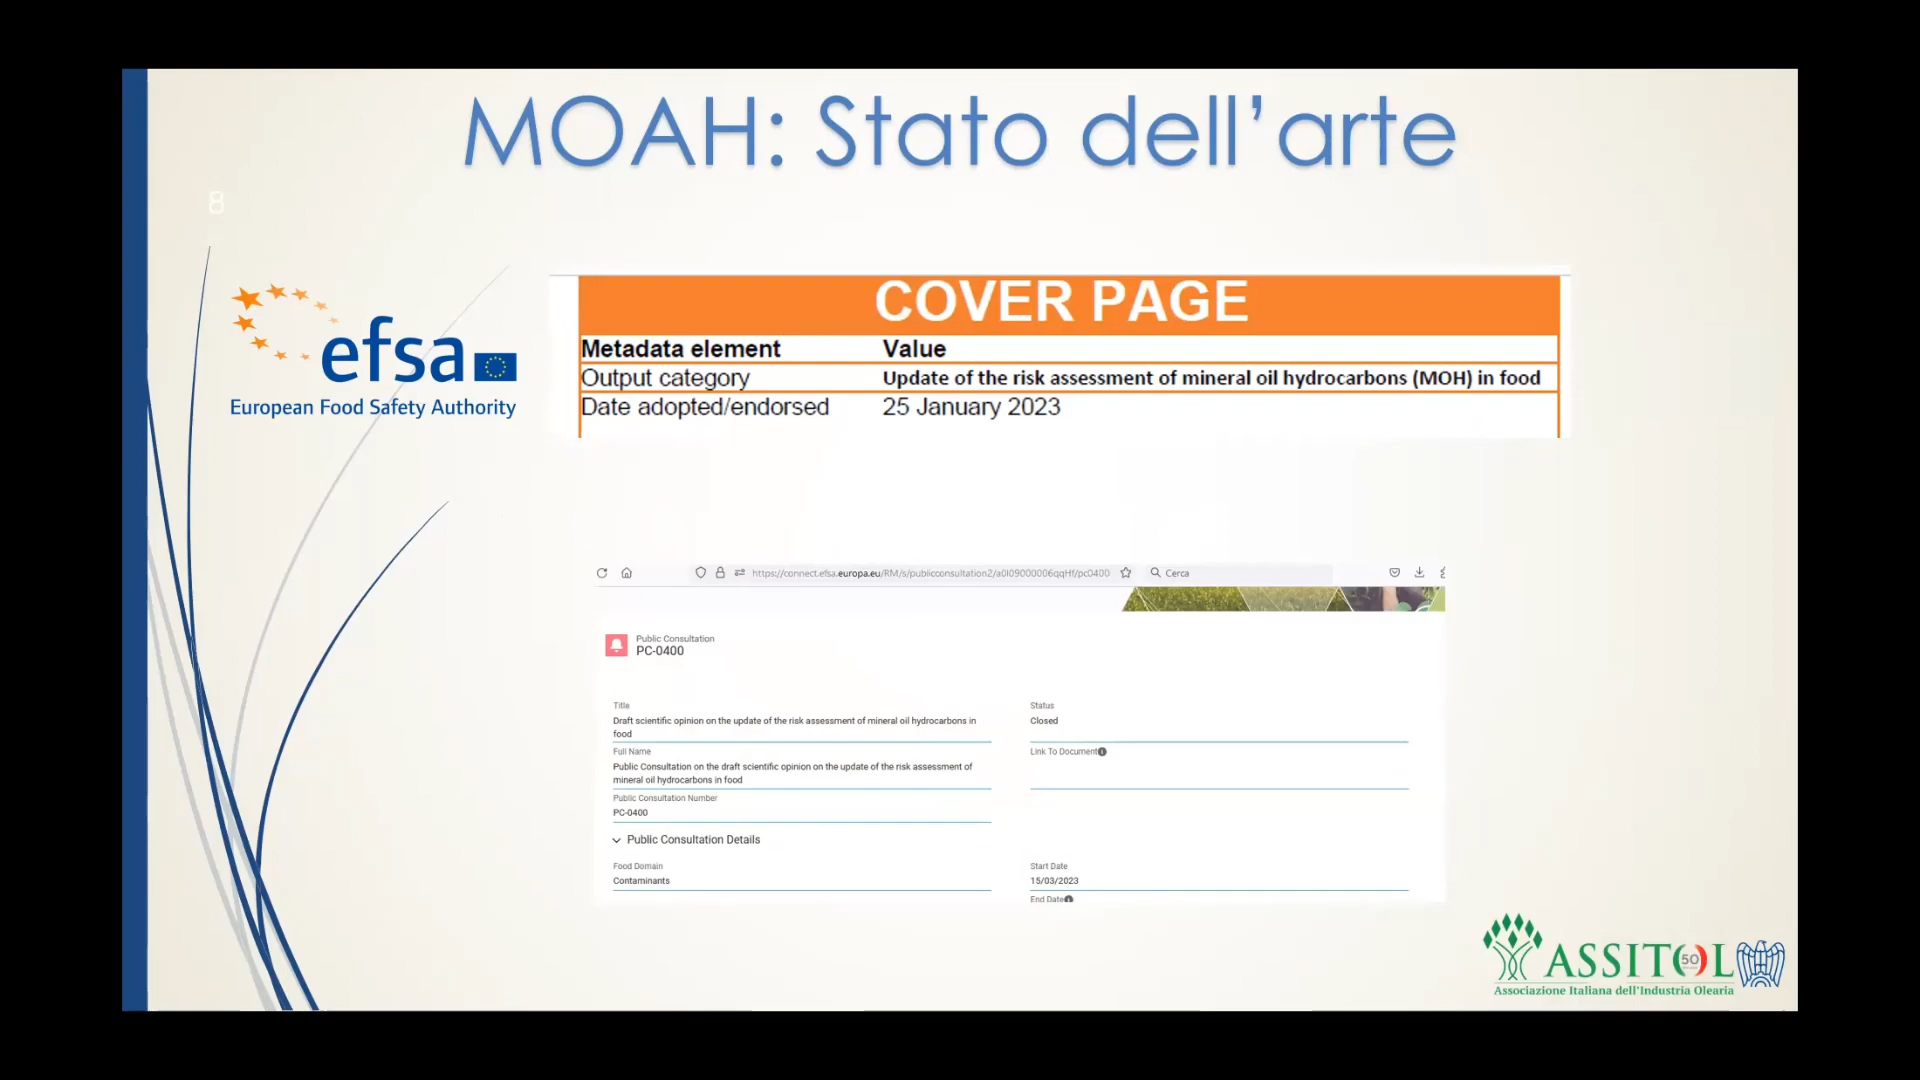 MOAH: Stato dell’arte
8
efsa
European Food Safety Authority
COVER PAGE
Metadata element Value
Output category Update of the risk assessment of mineral oil hydrocarbons (MOH) in food
Date adopted/endorsed 25 January 2023
https://connect.efsa.europa.eu/RM/s/publicconsultation2/a0l09000006qqHf/pc0400 Cerca
Public Consultation
PC-0400
Title
Draft scientific opinion on the update of the risk assessment of mineral oil hydrocarbons in
food
Status
Closed
Full Name
Public Consultation on the draft scientific opinion on the update of the risk assessment of
mineral oil hydrocarbons in food
Link To Document
Public Consultation Number
PC-0400
Public Consultation Details
Food Domain
Contaminants
Start Date
15/03/2023
End Date
ASSITOL
50
Associazione Italiana dell'Industria Olearia